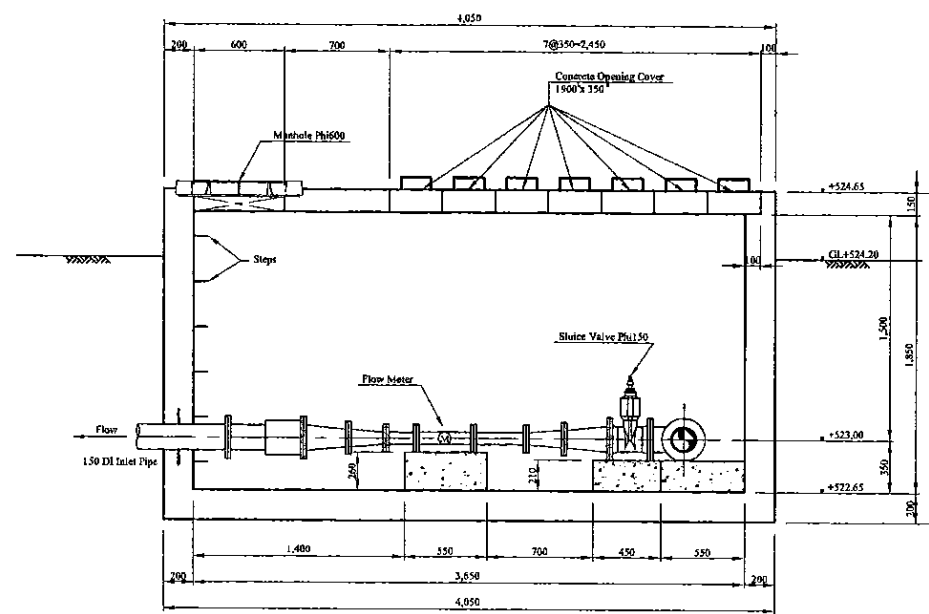 4,050
200
600
700
7@350=2,450
100
Concrete Opening Cover
1900 x 350
Manhole Phi600
+524.65
150
GL+524.20
100
Steps
1,500
1,850
Sluice Valve Phi150
Flow Meter
M
Flow
+523.00
150 DI Inlet Pipe
260
210
350
+522.65
200
1,400
550
700
450
550
200
3,650
200
4,050